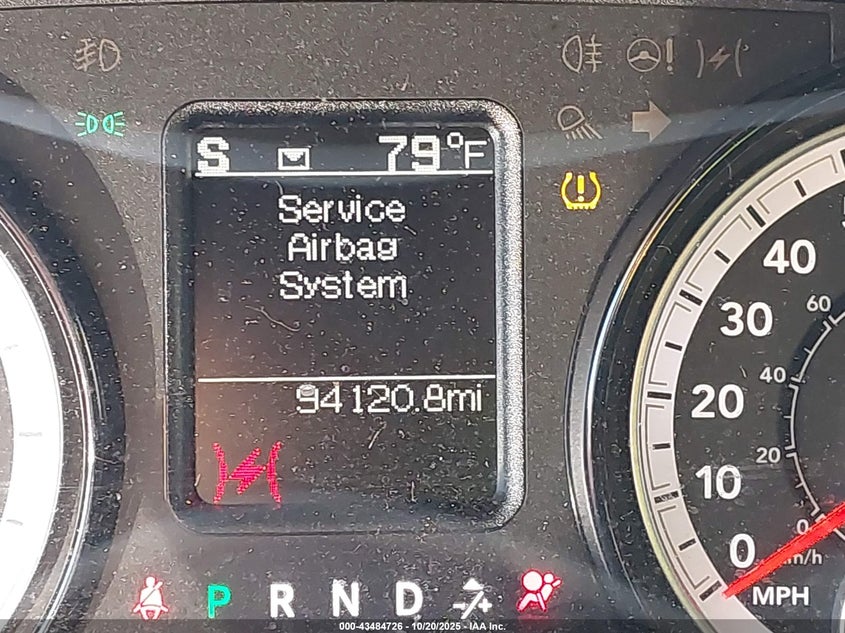 S 79°F
Service
Airbag
System
94120.8mi
P R N D
40
30
20
10
0
MPH
60
40
20
0
km/h
000-43484726 - 10/20/2025 - IAA Inc.